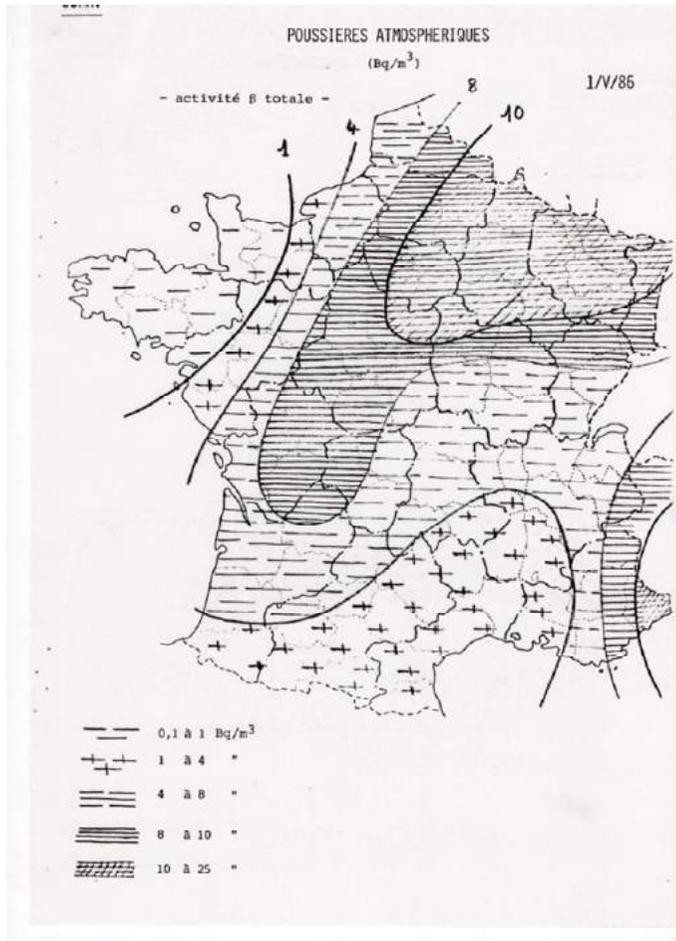 POUSSIERES ATMOSPHERIQUES
(Bq/m³)
1/V/86
- activité β totale -
1
4
8
10
0,1 à 1 Bq/m³
1 à 4 "
4 à 8 "
8 à 10 "
10 à 25 "